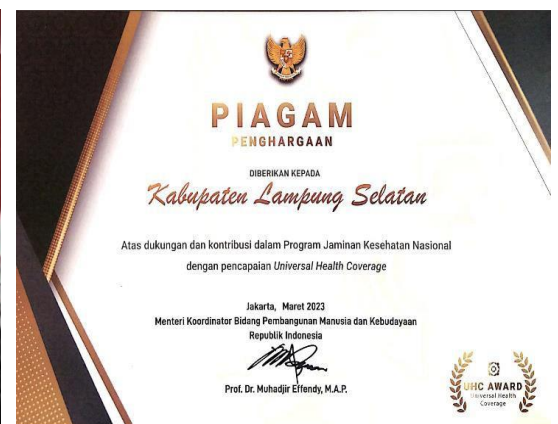 PIAGAM
PENGHARGAAN
DIBERIKAN KEPADA
Kabupaten Lampung Selatan
Atas dukungan dan kontribusi dalam Program Jaminan Kesehatan Nasional
dengan pencapaian Universal Health Coverage
Jakarta, Maret 2023
Menteri Koordinator Bidang Pembangunan Manusia dan Kebudayaan
Republik Indonesia
Prof. Dr. Muhadjir Effendy, M.A.P.
UHC AWARD
Universal Health
Coverage